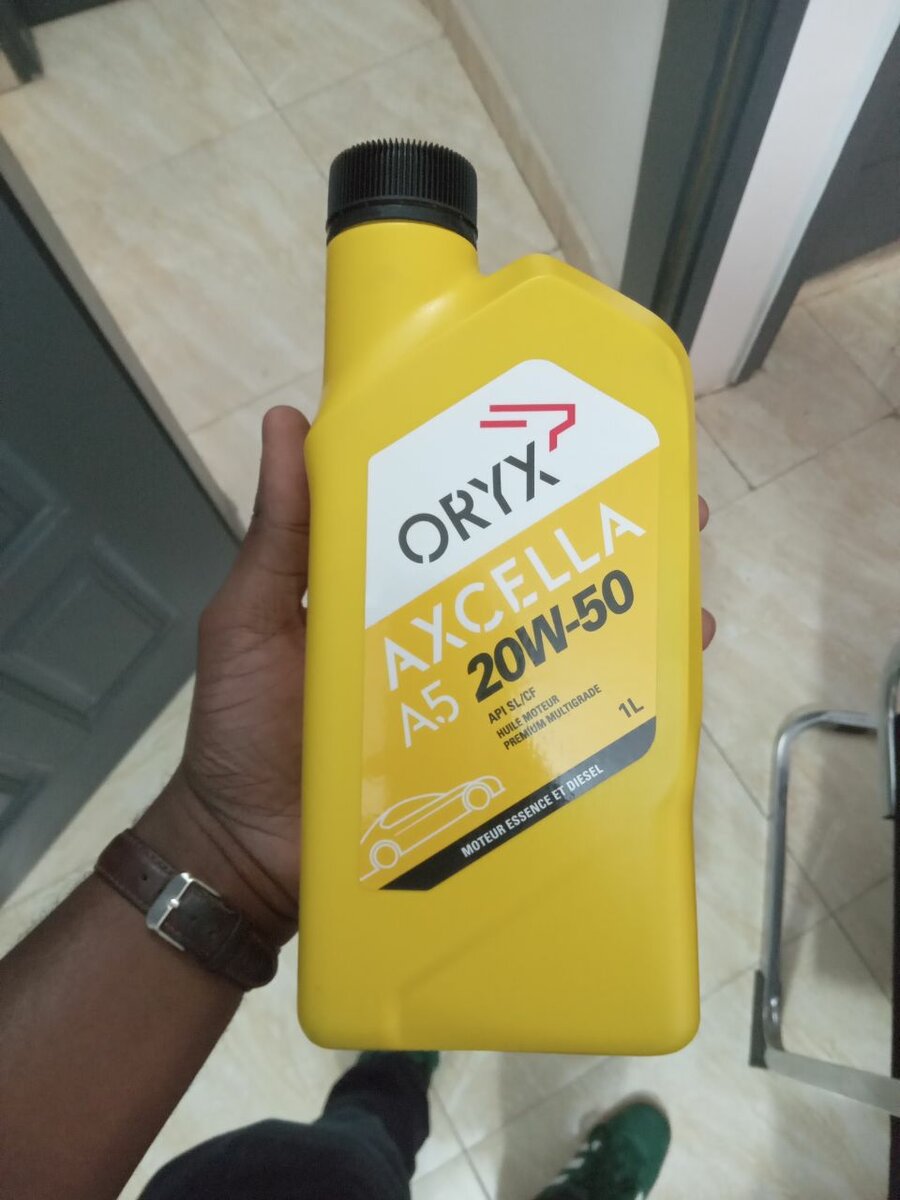 ORYX
AXCELLA
A5 20W-50
API SL/CF
HUILE MOTEUR
PREMIUM MULTIGRADE
1L
MOTEUR ESSENCE ET DIESEL